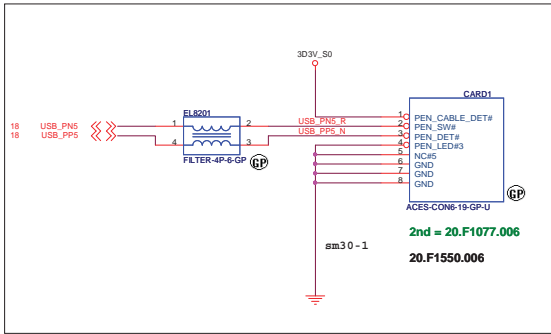 3D3V_S0
CARD1
EL8201
18 USB_PN5 1 2 USB_PN5_R 1 PEN_CABLE_DET#
2 PEN_SW#
18 USB_PP5 4 3 USB_PP5_N 3 PEN_DET#
4 PEN_LED#3
5 NC#5
6 GND
7 GND
8 GND
FILTER-4P-6-GP GP
GP
ACES-CON6-19-GP-U
2nd = 20.F1077.006
sm30-1
20.F1550.006